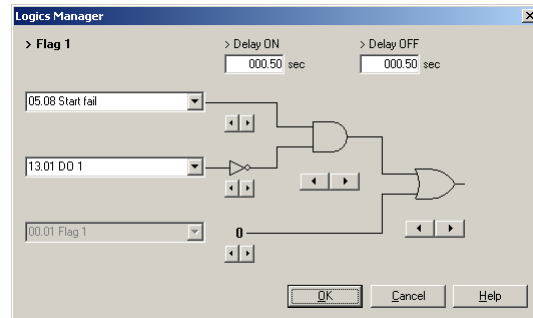 Logics Manager
> Flag 1
> Delay ON
> Delay OFF
000.50 sec
000.50 sec
05.08 Start fail
13.01 DO 1
00.01 Flag 1
0
OK
Cancel
Help